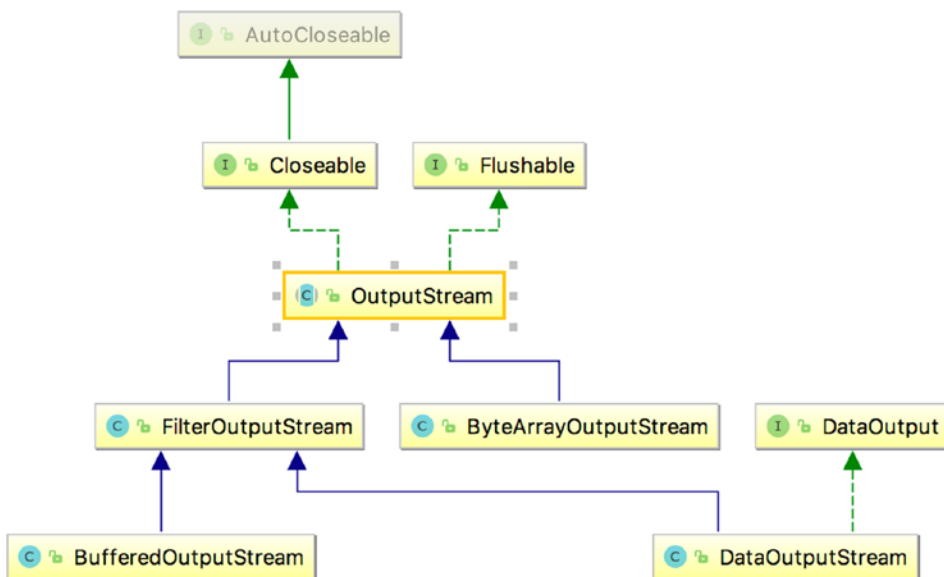 I AutoCloseable
I Closeable
I Flushable
C OutputStream
C FilterOutputStream
C ByteArrayOutputStream
I DataOutput
C BufferedOutputStream
C DataOutputStream